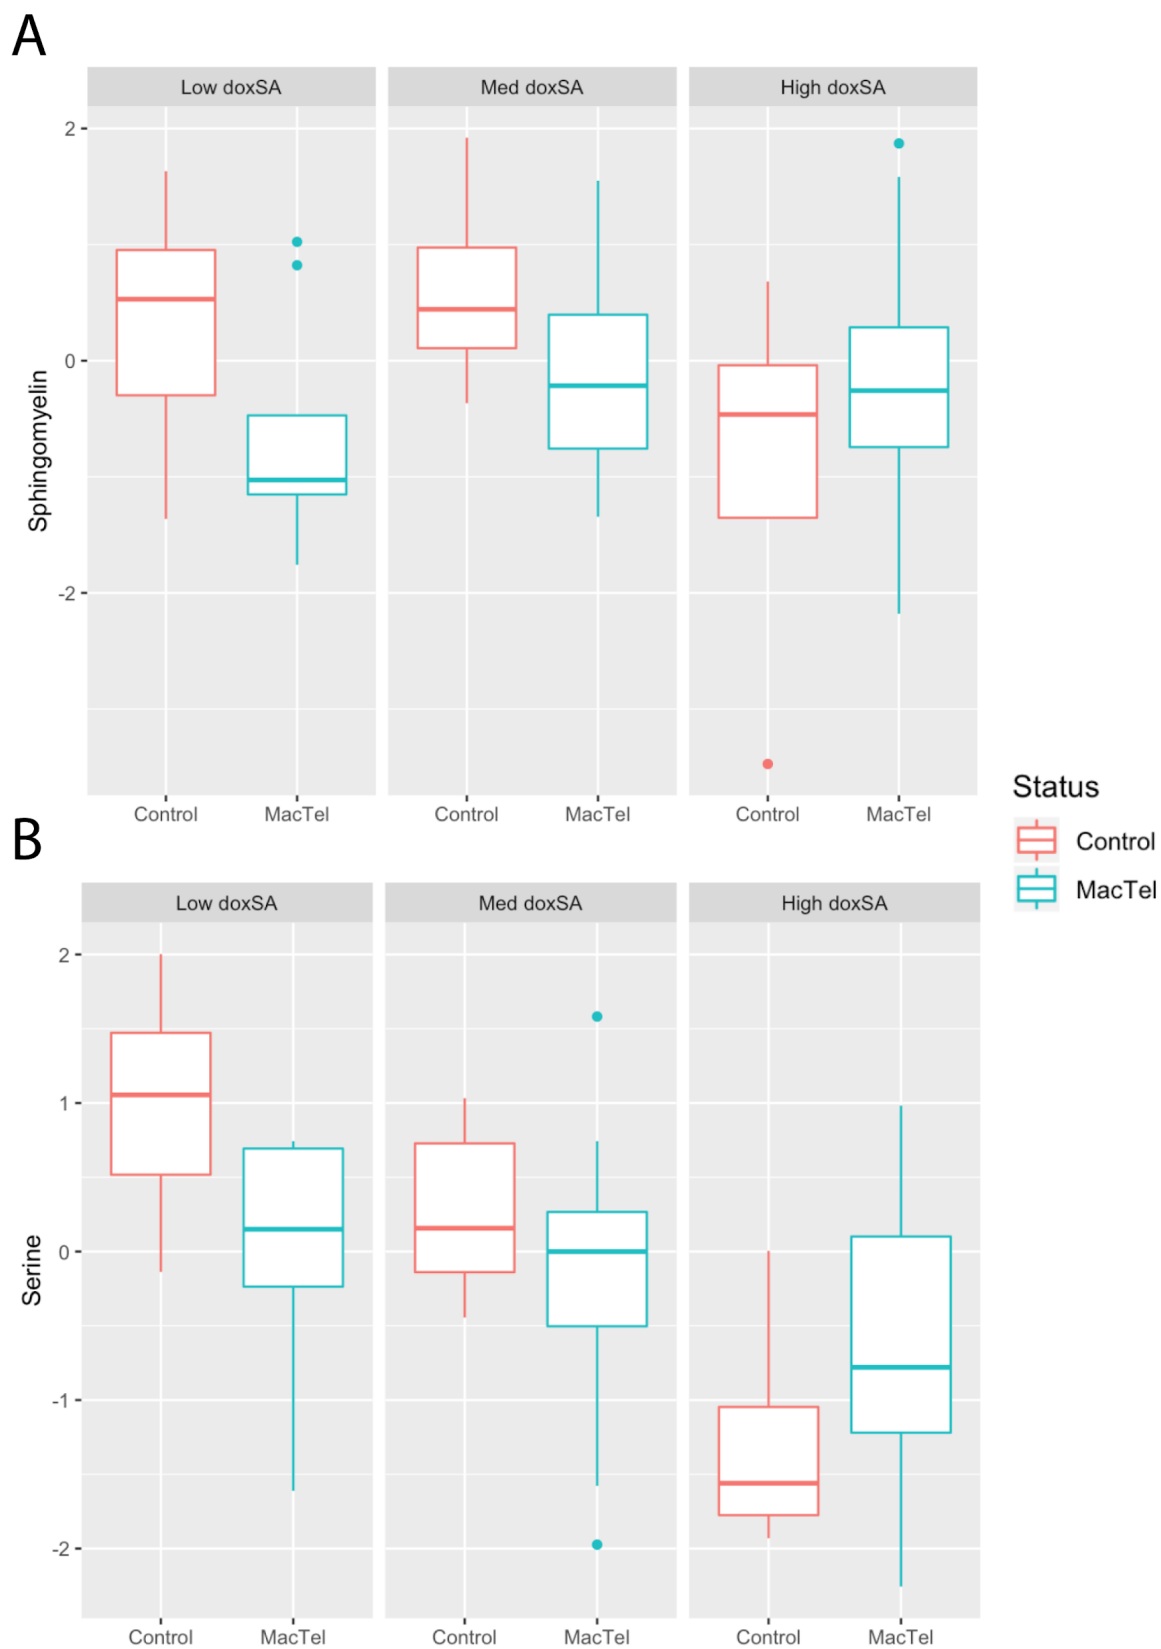 A
Low doxSA Med doxSA High doxSA
2
0
-2
Sphingomyelin
Control MacTel Control MacTel Control MacTel
Status
Control
MacTel
B
Low doxSA Med doxSA High doxSA
2
1
0
-1
-2
Serine
Control MacTel Control MacTel Control MacTel